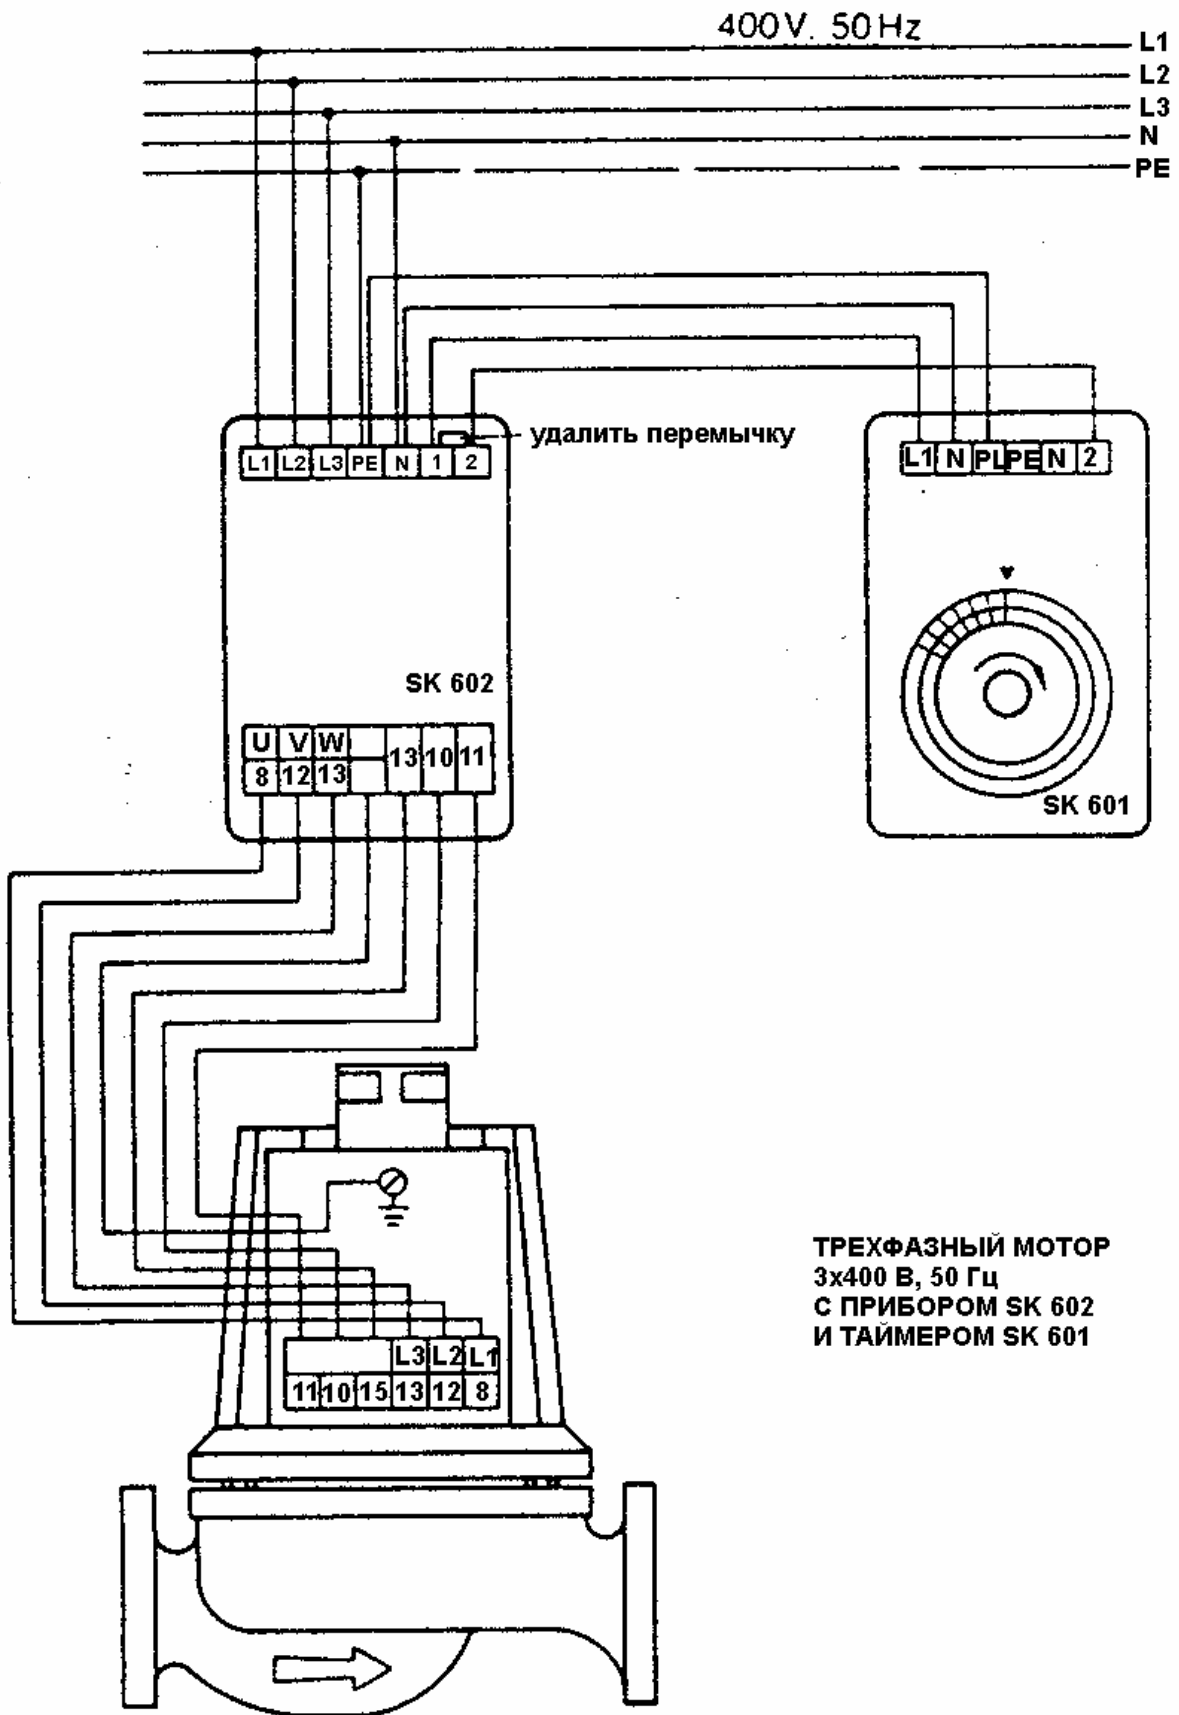 400V. 50Hz
L1
L2
L3
N
PE
удалить перемычку
L1 L2 L3 PE N 1 2
L1 N PL PE N 2
SK 602
U V W
8 12 13 13 10 11
SK 601
ТРЕХФАЗНЫЙ МОТОР
3x400 В, 50 Гц
С ПРИБОРОМ SK 602
И ТАЙМЕРОМ SK 601
L3 L2 L1
11 10 15 13 12 8